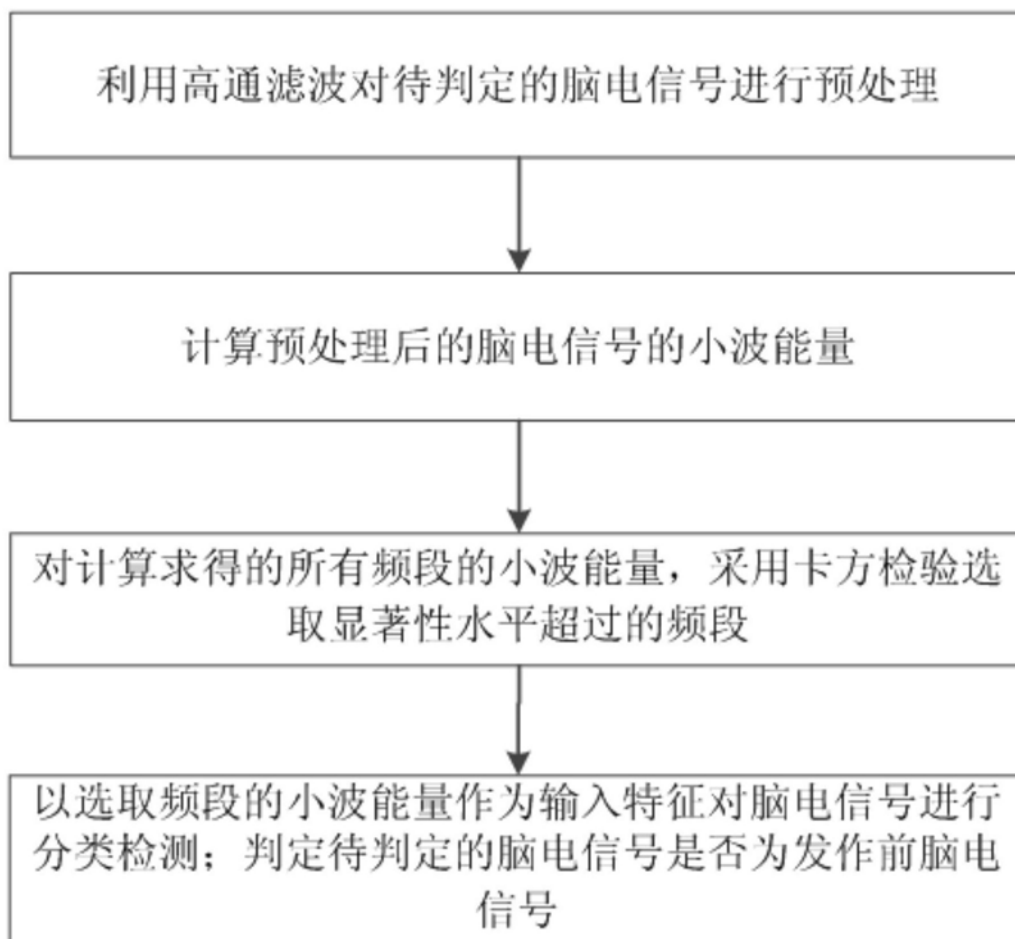 利用高通滤波对待判定的脑电信号进行预处理
计算预处理后的脑电信号的小波能量
对计算求得的所有频段的小波能量，采用卡方检验选
取显著性水平超过的频段
以选取频段的小波能量作为输入特征对脑电信号进行
分类检测；判定待判定的脑电信号是否为发作前脑电
信号